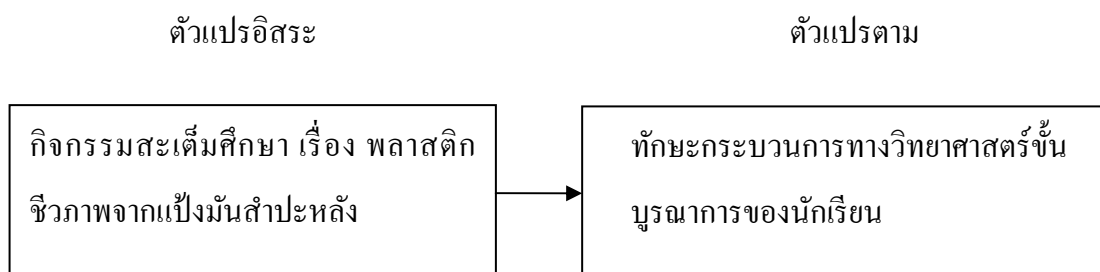 ตัวแปรอิสระ
ตัวแปรตาม
กิจกรรมสะเต็มศึกษา เรื่อง พลาสติก
ชีวภาพจากแป้งมันสำปะหลัง
ทักษะกระบวนการทางวิทยาศาสตร์ขั้น
บูรณาการของนักเรียน